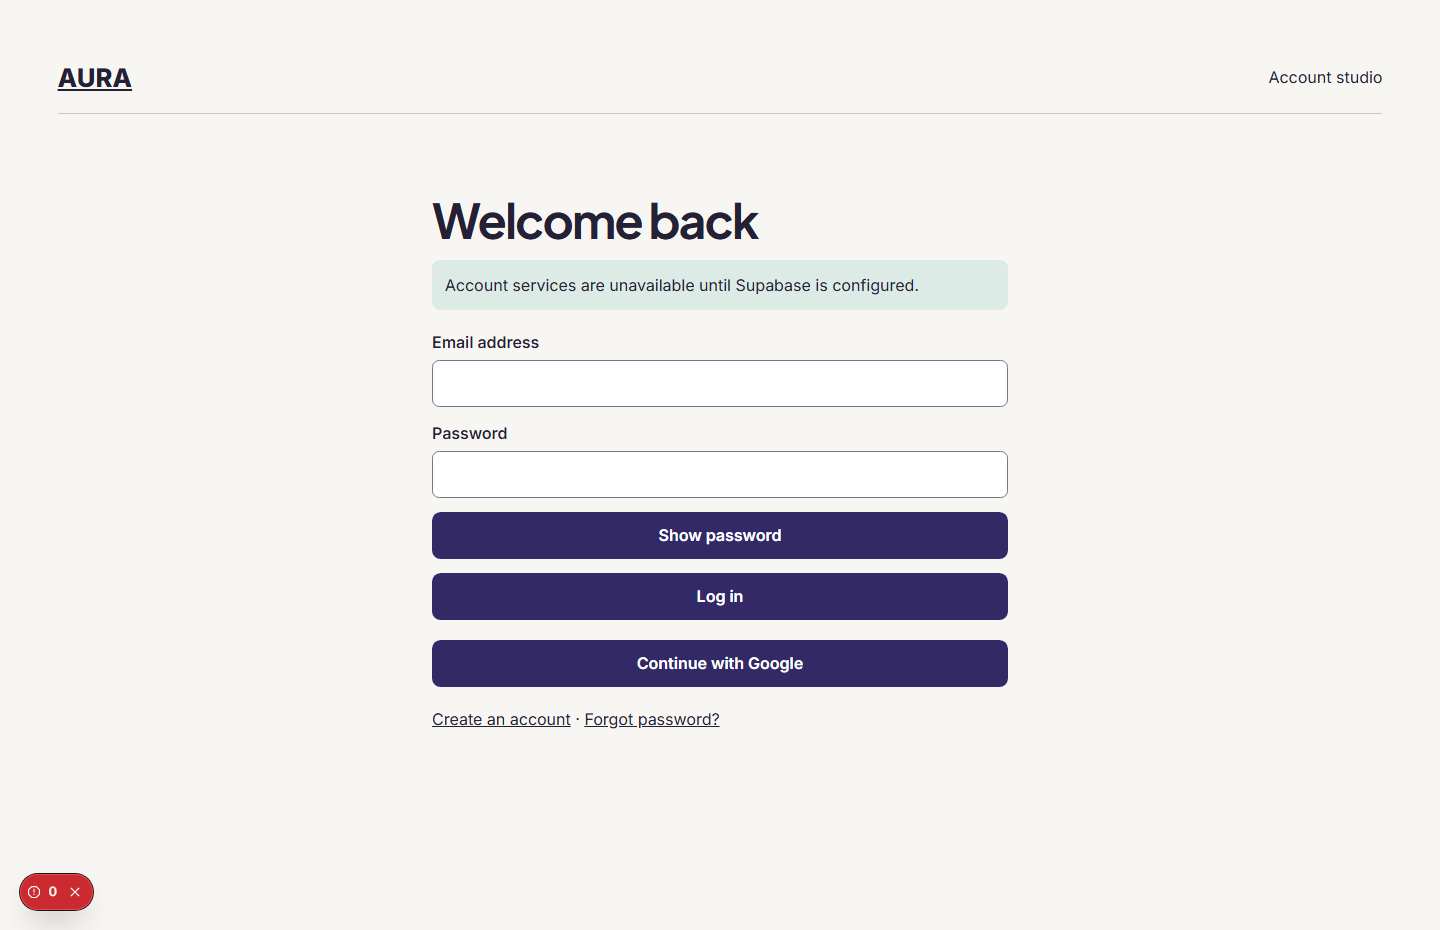 AURA
Account studio
Welcome back
Account services are unavailable until Supabase is configured.
Email address
Password
Show password
Log in
Continue with Google
Create an account · Forgot password?
0